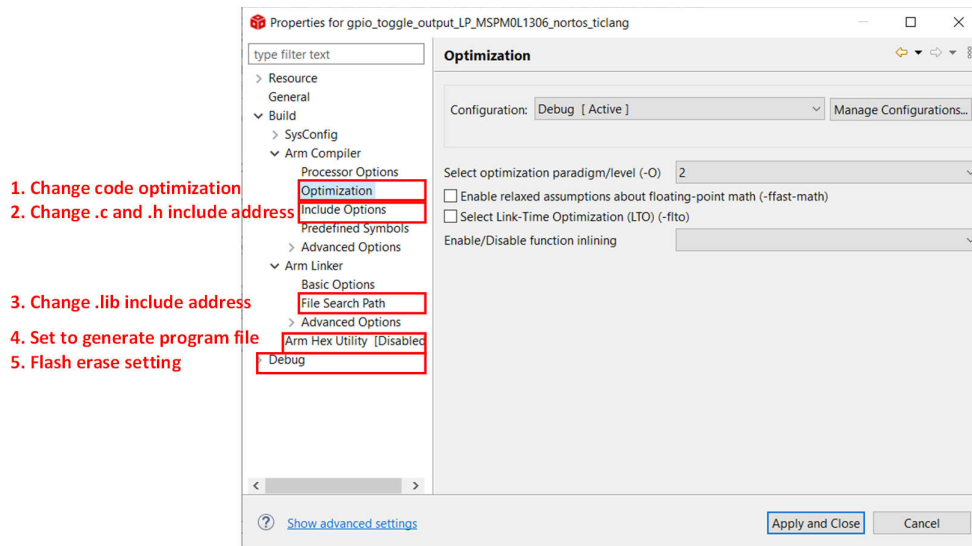 Properties for gpio_toggle_output_LP_MSPM0L1306_nortos_ticlang
type filter text
Optimization
Resource
General
Build
SysConfig
Arm Compiler
Processor Options
Optimization
Include Options
Predefined Symbols
Advanced Options
Arm Linker
Basic Options
File Search Path
Advanced Options
Arm Hex Utility [Disabled
Debug
1. Change code optimization
2. Change .c and .h include address
3. Change .lib include address
4. Set to generate program file
5. Flash erase setting
Configuration: Debug [ Active ] Manage Configurations...
Select optimization paradigm/level (-O) 2
Enable relaxed assumptions about floating-point math (-ffast-math)
Select Link-Time Optimization (LTO) (-flto)
Enable/Disable function inlining
Show advanced settings
Apply and Close Cancel